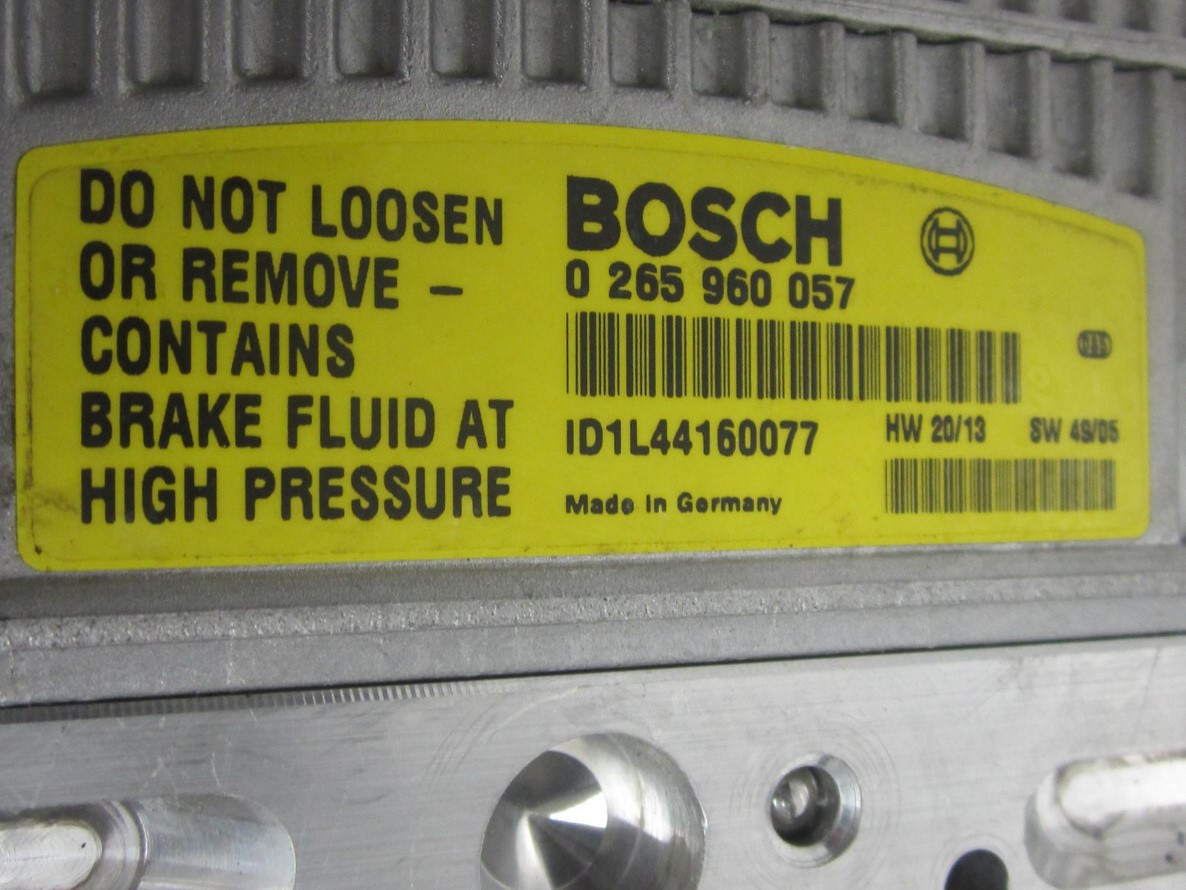 DO NOT LOOSEN
OR REMOVE –
CONTAINS
BRAKE FLUID AT
HIGH PRESSURE
BOSCH
0 265 960 057
ID1L44160077
HW 20/13 SW 49/05
Made in Germany